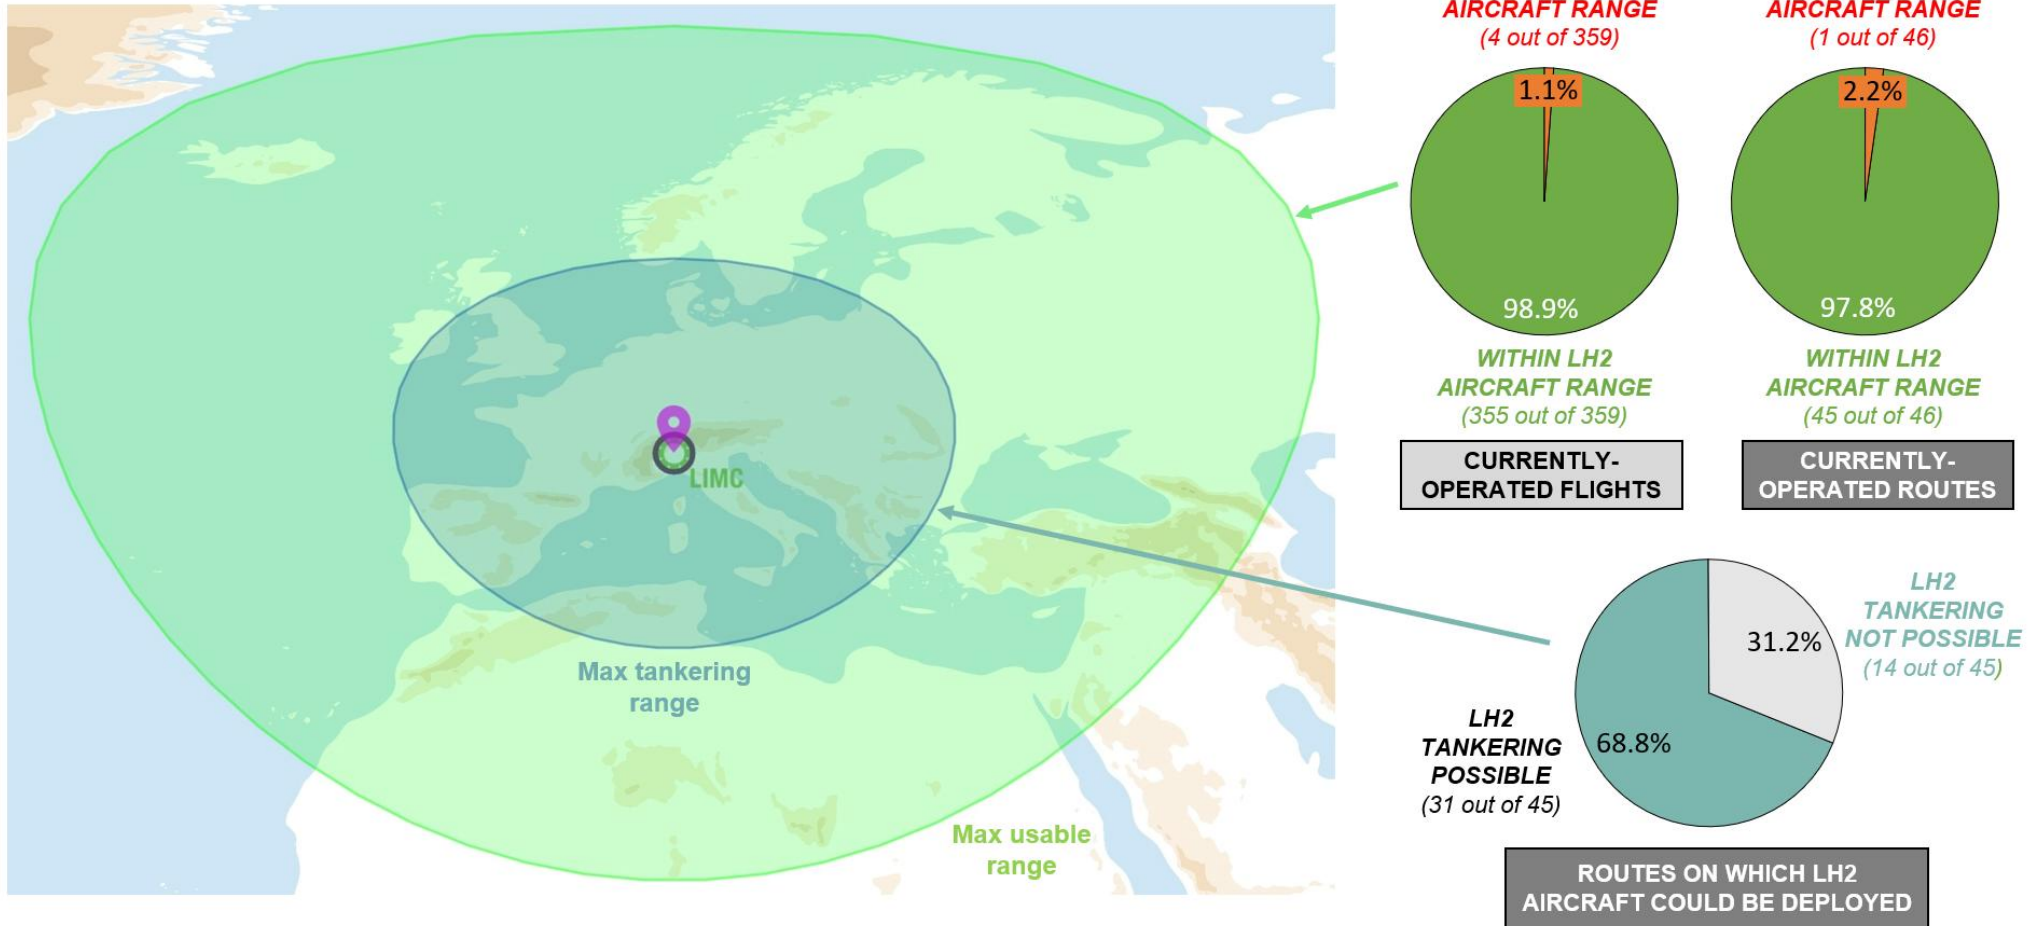 LIMC
Max tankering
range
Max usable
range
AIRCRAFT RANGE
(4 out of 359)
1.1%
98.9%
WITHIN LH2
AIRCRAFT RANGE
(355 out of 359)
CURRENTLY-
OPERATED FLIGHTS
AIRCRAFT RANGE
(1 out of 46)
2.2%
97.8%
WITHIN LH2
AIRCRAFT RANGE
(45 out of 46)
CURRENTLY-
OPERATED ROUTES
LH2
TANKERING
NOT POSSIBLE
(14 out of 45)
31.2%
68.8%
LH2
TANKERING
POSSIBLE
(31 out of 45)
ROUTES ON WHICH LH2
AIRCRAFT COULD BE DEPLOYED